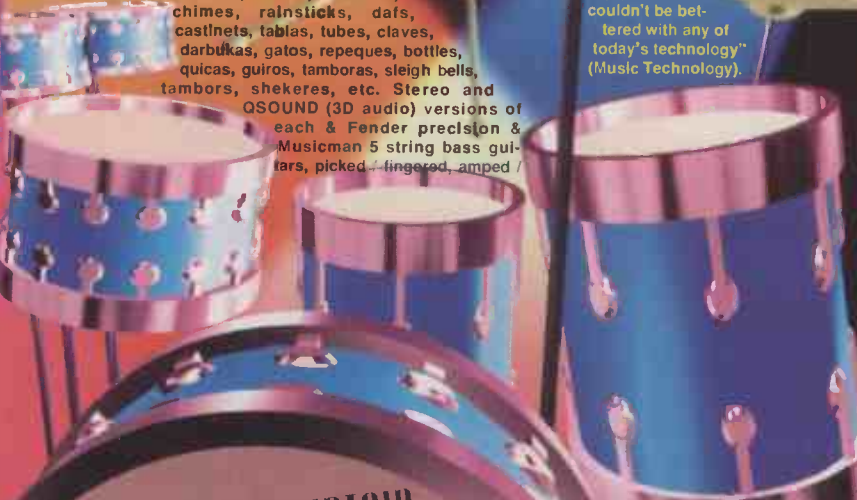 chimes, rainsticks, dafs,
castinets, tablas, tubes, claves,
darbukas, gatos, repeques, bottles,
quicas, guiros, tamboras, sleigh bells,
tambors, shekeres, etc. Stereo and
QSOUND (3D audio) versions of
each & Fender precision &
Musicman 5 string bass gui-
tars, picked / fingered, amped /
couldn't be bet-
tered with any of
today's technology"
(Music Technology).